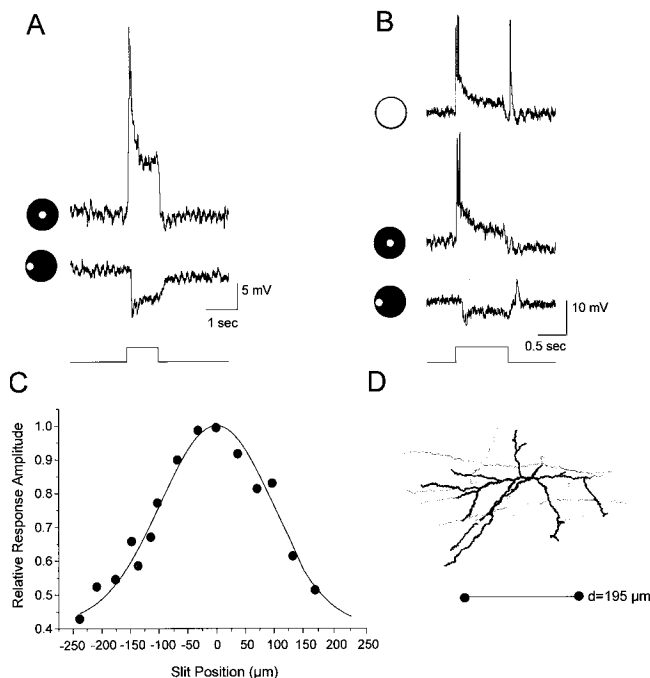 A
B
5 mV
1 sec
10 mV
0.5 sec
C
D
Relative Response Amplitude
1.0
0.9
0.8
0.7
0.6
0.5
0.4
-250 -200 -150 -100 -50 0 50 100 150 200 250
Slit Position (µm)
d=195 µm